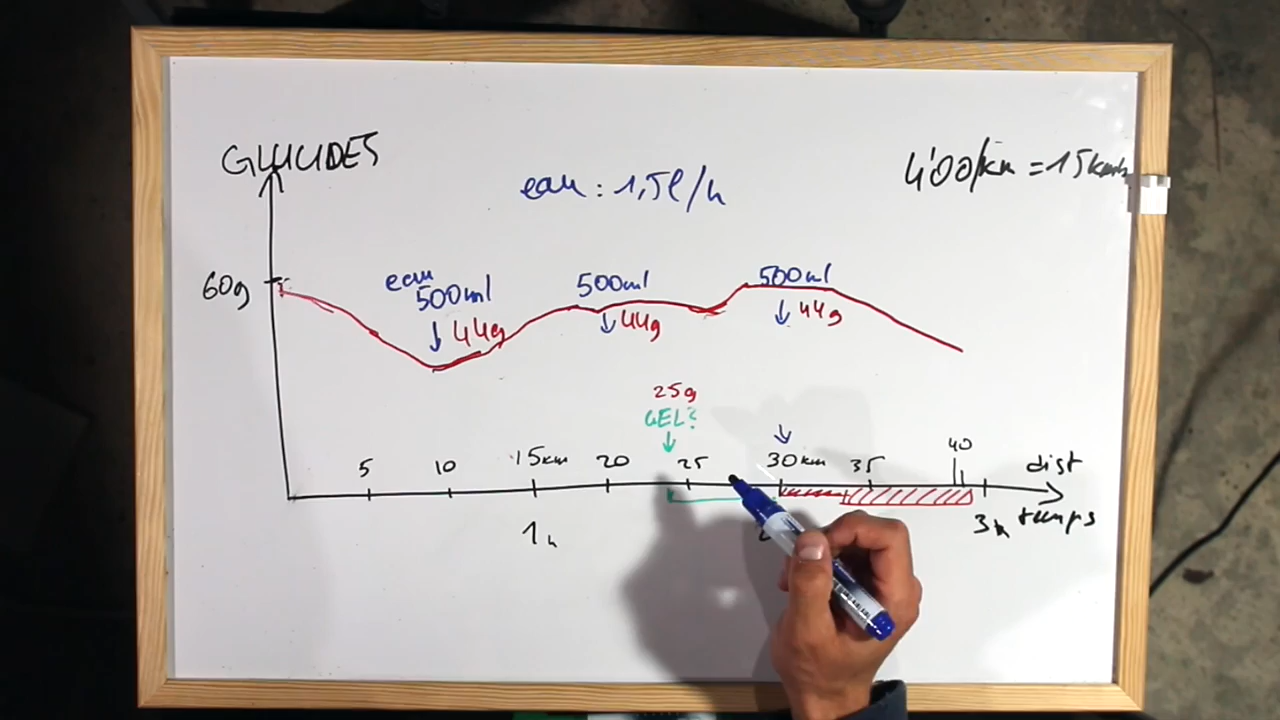 GLUCIDES
4'00/km = 15km/h
eau : 1,5l/h
60g
eau
500ml
500ml
500ml
44g
44g
44g
25g
GEL?
5
10
15km
20
25
30km
35
40
dist
1h
3h
temps